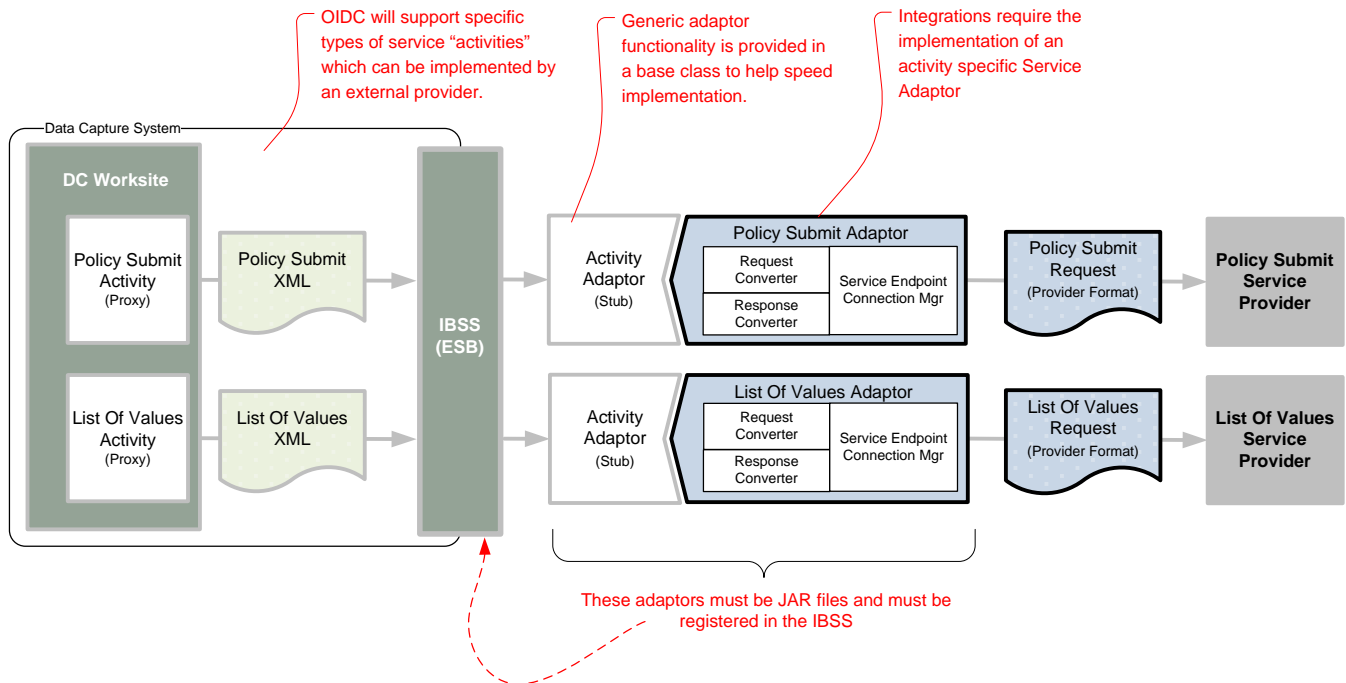 OIDC will support specific
types of service “activities”
which can be implemented by
an external provider.
Generic adaptor
functionality is provided in
a base class to help speed
implementation.
Integrations require the
implementation of an
activity specific Service
Adaptor
Data Capture System
DC Worksite
Policy Submit
Activity
(Proxy)
Policy Submit
XML
IBSS
(ESB)
Activity
Adaptor
(Stub)
Policy Submit Adaptor
Request
Converter
Response
Converter
Service Endpoint
Connection Mgr
Policy Submit
Request
(Provider Format)
Policy Submit
Service
Provider
List Of Values
Activity
(Proxy)
List Of Values
XML
Activity
Adaptor
(Stub)
List Of Values Adaptor
Request
Converter
Response
Converter
Service Endpoint
Connection Mgr
List Of Values
Request
(Provider Format)
List Of Values
Service
Provider
These adaptors must be JAR files and must be
registered in the IBSS